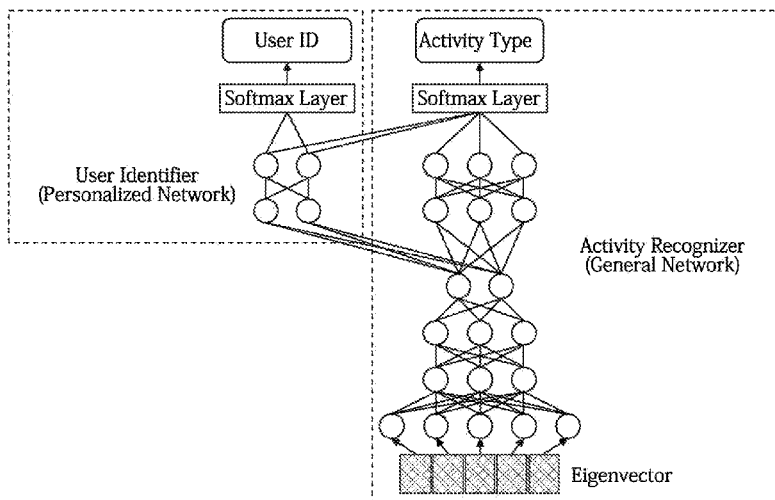 User ID
Activity Type
Softmax Layer
Softmax Layer
User Identifier
(Personalized Network)
Activity Recognizer
(General Network)
Eigenvector